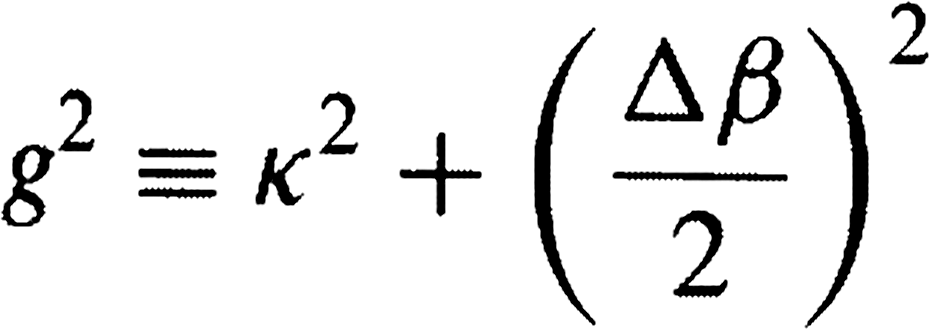 g² ≡ κ² + (Δβ/2)²